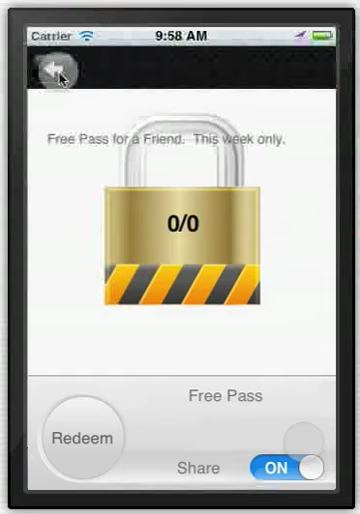 Carrier 9:58 AM
Free Pass for a Friend. This week only.
0/0
Free Pass
Redeem
Share ON